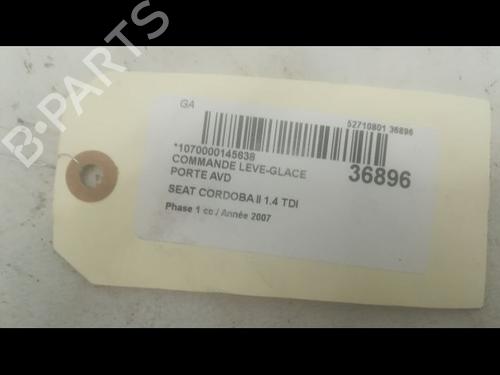 GA
52710801 36896
*1070000145638
COMMANDE LEVE-GLACE
PORTE AVD
36896
SEAT CORDOBA II 1.4 TDI
Phase 1 cc / Année 2007
B-PARTS